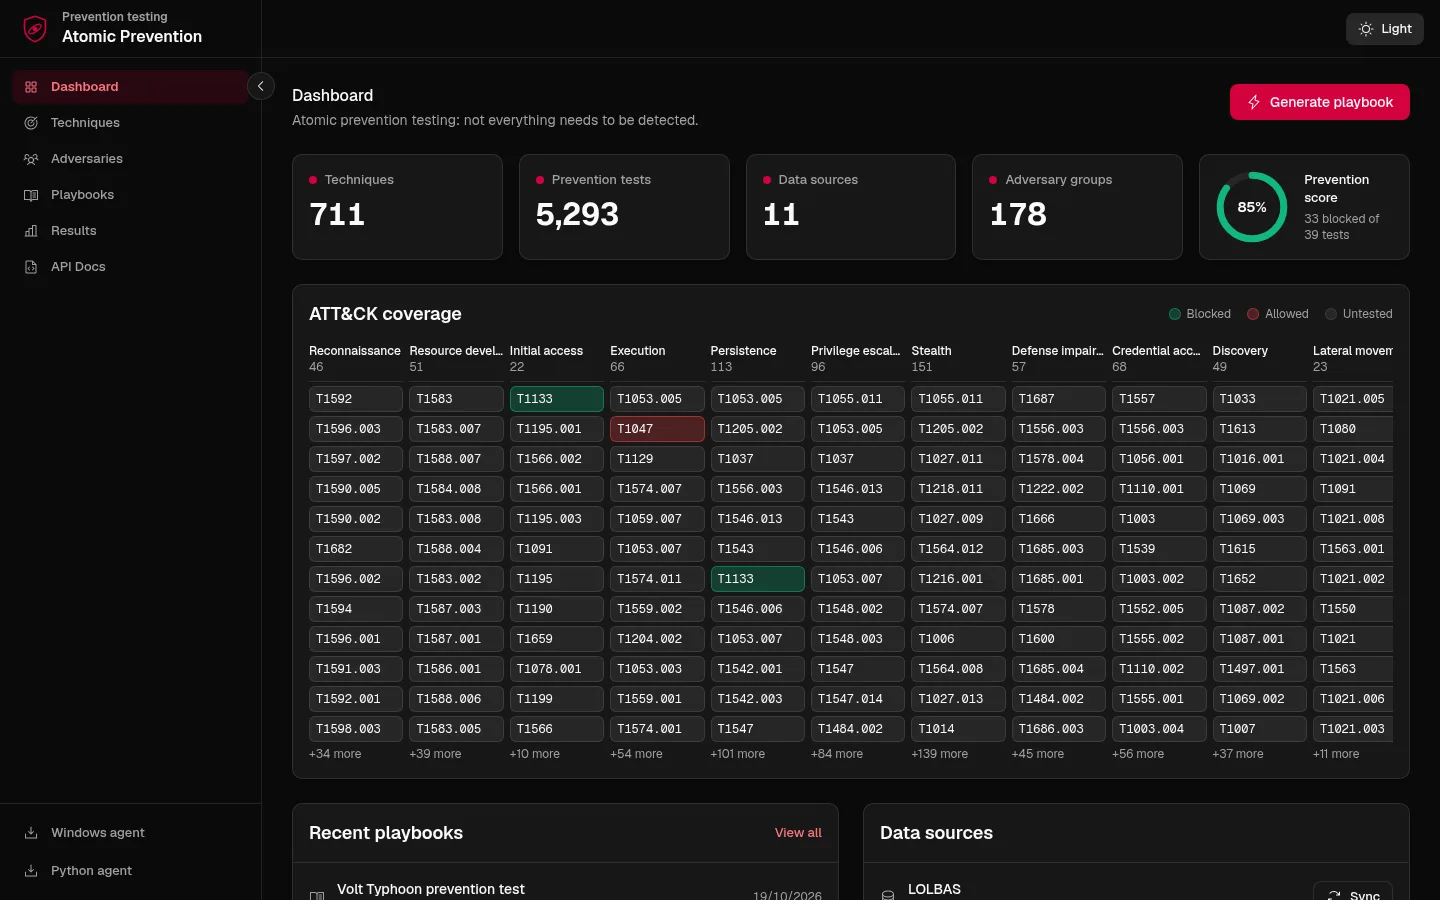 Prevention testing
Atomic Prevention
Light
Dashboard
Techniques
Adversaries
Playbooks
Results
API Docs
Windows agent
Python agent
Dashboard
Atomic prevention testing: not everything needs to be detected.
Generate playbook
Techniques
711
Prevention tests
5,293
Data sources
11
Adversary groups
178
85%
Prevention
score
33 blocked of
39 tests
ATT&CK coverage
Blocked Allowed Untested
Reconnaissance Resource devel... Initial access Execution Persistence Privilege escal... Stealth Defense impair... Credential acc... Discovery Lateral movem
46 51 22 66 113 96 151 57 68 49 23
T1592 T1583 T1133 T1053.005 T1053.005 T1055.011 T1055.011 T1687 T1557 T1033 T1021.005
T1596.003 T1583.007 T1195.001 T1047 T1205.002 T1053.005 T1205.002 T1556.003 T1556.003 T1613 T1080
T1597.002 T1588.007 T1566.002 T1129 T1037 T1037 T1027.011 T1578.004 T1056.001 T1016.001 T1021.004
T1590.005 T1584.008 T1566.001 T1574.007 T1556.003 T1546.013 T1218.011 T1222.002 T1110.001 T1069 T1091
T1590.002 T1583.008 T1195.003 T1059.007 T1546.013 T1543 T1027.009 T1666 T1003 T1069.003 T1021.008
T1682 T1588.004 T1091 T1053.007 T1543 T1546.006 T1564.012 T1685.003 T1539 T1615 T1563.001
T1596.002 T1583.002 T1195 T1574.011 T1133 T1053.007 T1216.001 T1685.001 T1003.002 T1652 T1021.002
T1594 T1587.003 T1190 T1559.002 T1546.006 T1548.002 T1574.007 T1578 T1552.005 T1087.002 T1550
T1596.001 T1587.001 T1659 T1204.002 T1053.007 T1548.003 T1006 T1600 T1555.002 T1087.001 T1021
T1591.003 T1586.001 T1078.001 T1053.003 T1542.001 T1547 T1564.008 T1685.004 T1110.002 T1497.001 T1563
T1592.001 T1588.006 T1199 T1559.001 T1542.003 T1547.014 T1027.013 T1484.002 T1555.001 T1069.002 T1021.006
T1598.003 T1583.005 T1566 T1574.001 T1547 T1484.002 T1014 T1686.003 T1003.004 T1007 T1021.003
+34 more +39 more +10 more +54 more +101 more +84 more +139 more +45 more +56 more +37 more +11 more
Recent playbooks
View all
Volt Typhoon prevention test
19/10/2026
Data sources
LOLBAS
Sync